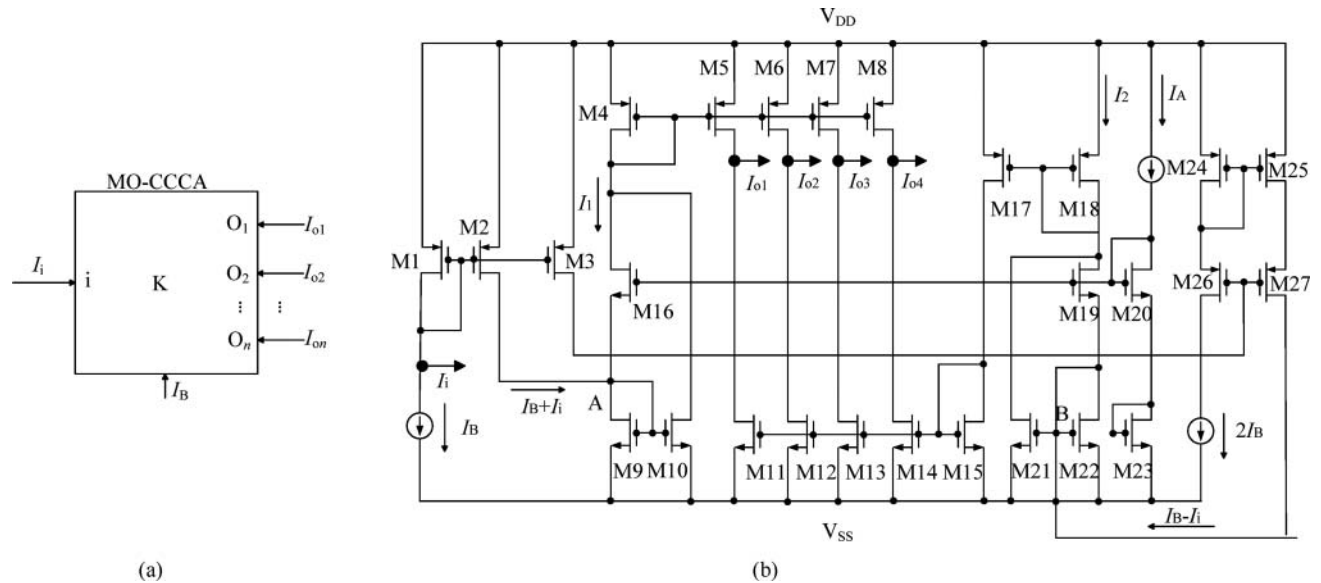 MO-CCCA
O1
Io1
Ii
i
K
O2
Io2
On
Ion
IB
(a)
VDD
M5
M6
M7
M8
M4
I2
IA
Io1
Io2
Io3
Io4
M24
M25
M17
M18
I1
M2
M1
M3
M16
M19
M20
M26
M27
Ii
IB+Ii
A
B
IB
2IB
M9
M10
M11
M12
M13
M14
M15
M21
M22
M23
IB-Ii
VSS
(b)